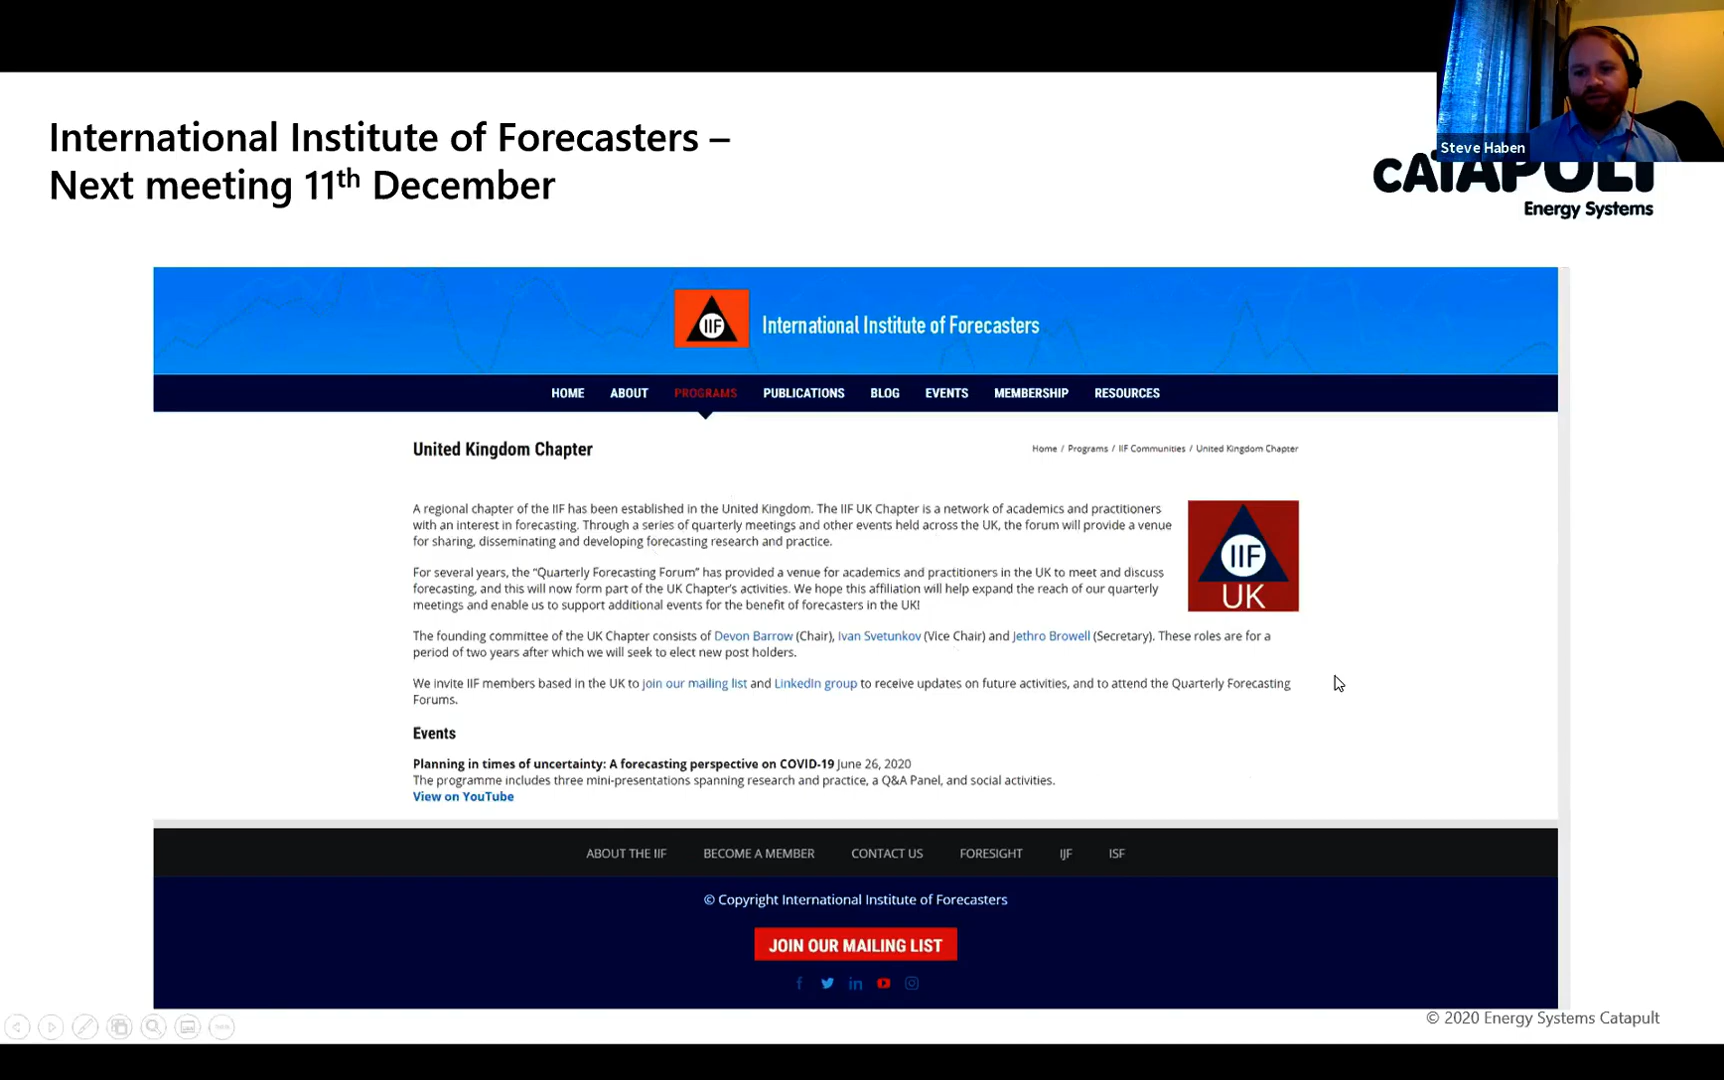 Steve Haben
International Institute of Forecasters –
Next meeting 11th December
CATAPULT
Energy Systems
IIF
International Institute of Forecasters
HOME ABOUT PROGRAMS PUBLICATIONS BLOG EVENTS MEMBERSHIP RESOURCES
United Kingdom Chapter
Home / Programs / IIF Communities / United Kingdom Chapter
A regional chapter of the IIF has been established in the United Kingdom. The IIF UK Chapter is a network of academics and practitioners
with an interest in forecasting. Through a series of quarterly meetings and other events held across the UK, the forum will provide a venue
for sharing, disseminating and developing forecasting research and practice.
IIF
UK
For several years, the “Quarterly Forecasting Forum” has provided a venue for academics and practitioners in the UK to meet and discuss
forecasting, and this will now form part of the UK Chapter’s activities. We hope this affiliation will help expand the reach of our quarterly
meetings and enable us to support additional events for the benefit of forecasters in the UK!
The founding committee of the UK Chapter consists of Devon Barrow (Chair), Ivan Svetunkov (Vice Chair) and Jethro Browell (Secretary). These roles are for a
period of two years after which we will seek to elect new post holders.
We invite IIF members based in the UK to join our mailing list and LinkedIn group to receive updates on future activities, and to attend the Quarterly Forecasting
Forums.
Events
Planning in times of uncertainty: A forecasting perspective on COVID-19 June 26, 2020
The programme includes three mini-presentations spanning research and practice, a Q&A Panel, and social activities.
View on YouTube
ABOUT THE IIF BECOME A MEMBER CONTACT US FORESIGHT IJF ISF
© Copyright International Institute of Forecasters
JOIN OUR MAILING LIST
© 2020 Energy Systems Catapult